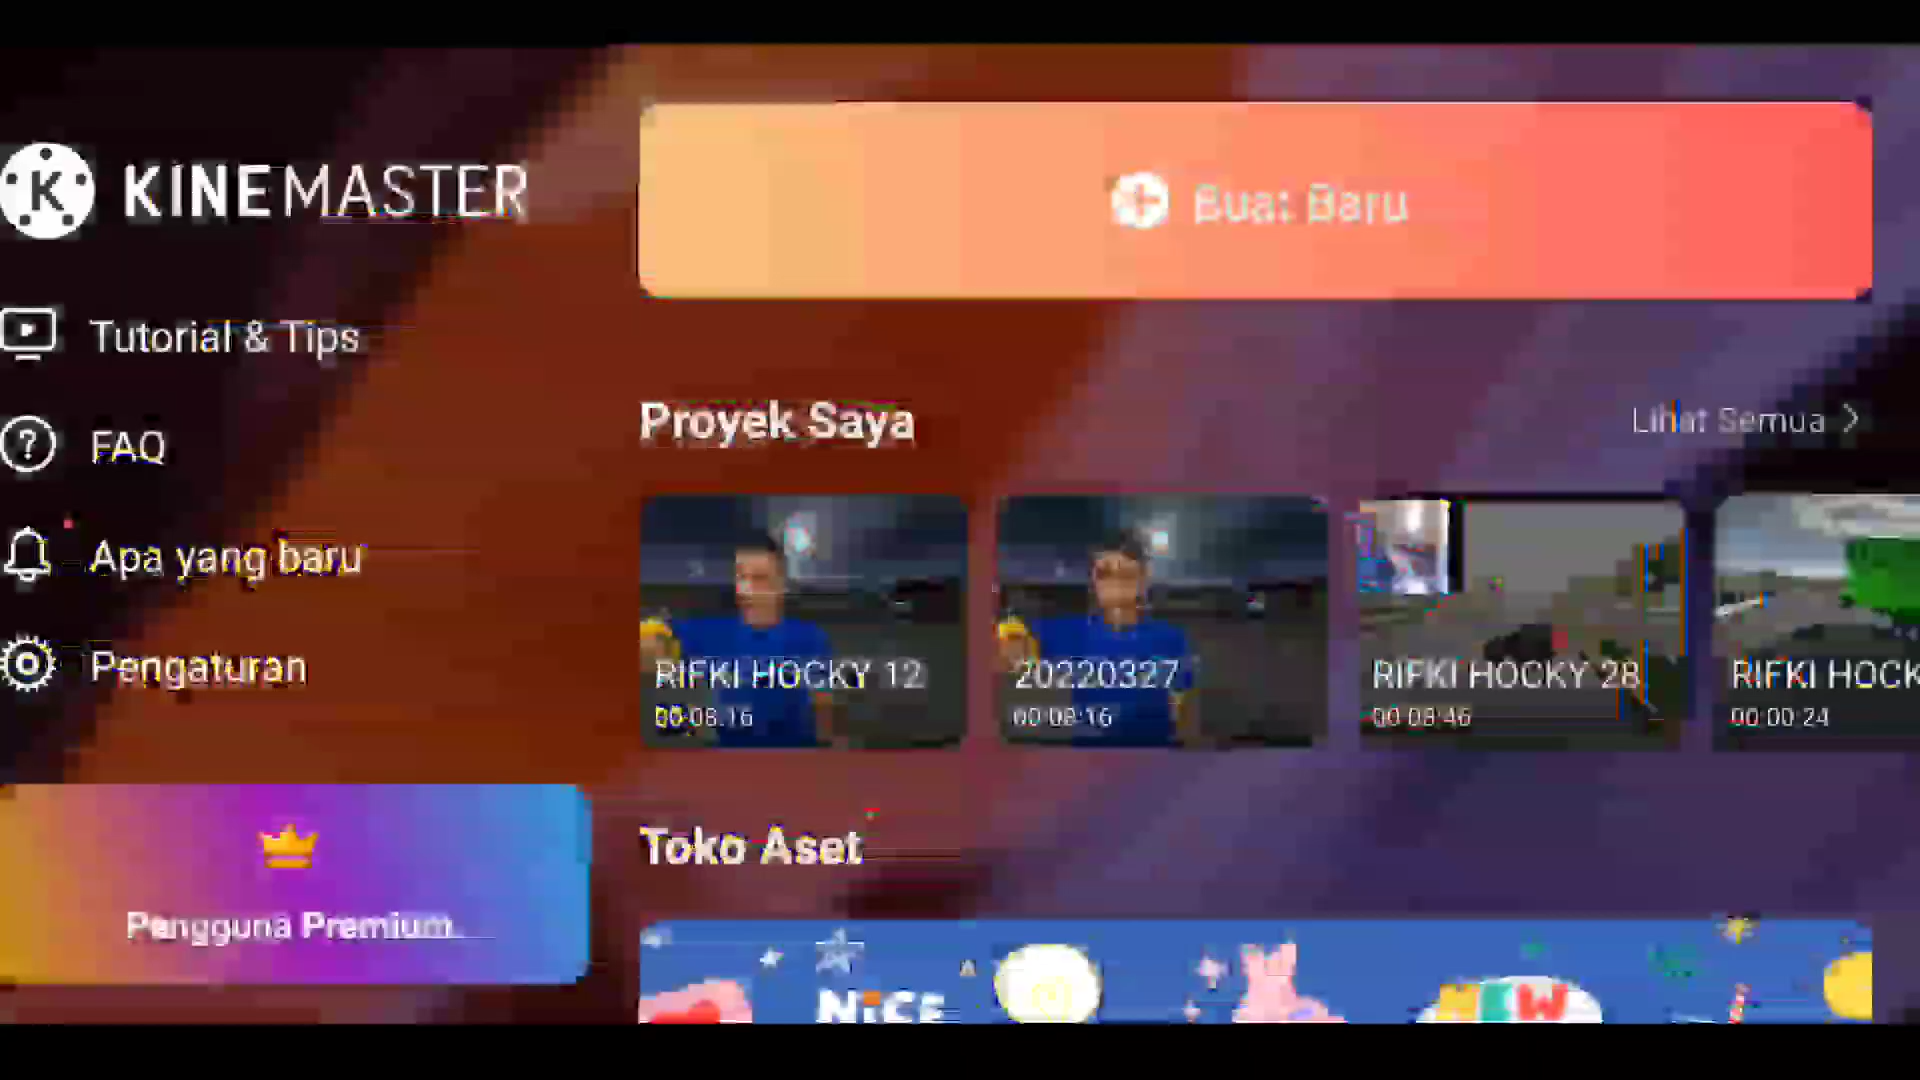 KINEMASTER
Tutorial & Tips
FAQ
Apa yang baru
Pengaturan
Pengguna Premium
Buat Baru
Proyek Saya
Lihat Semua
RIFKI HOCKY 12
00:08:16
20220327
00:08:16
RIFKI HOCKY 28
00:08:46
RIFKI HOCK
00:00:24
Toko Aset
NiCE
W